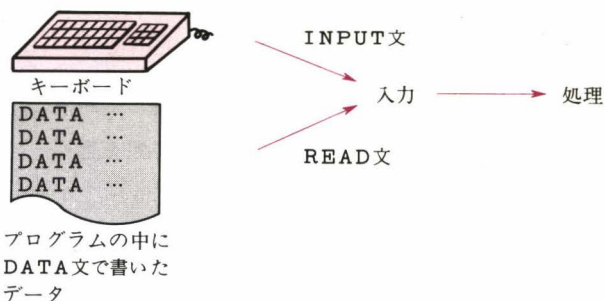 INPUT文
キーボード
入力
処理
DATA …
DATA …
DATA …
DATA …
READ文
プログラムの中に
DATA文で書いた
データ